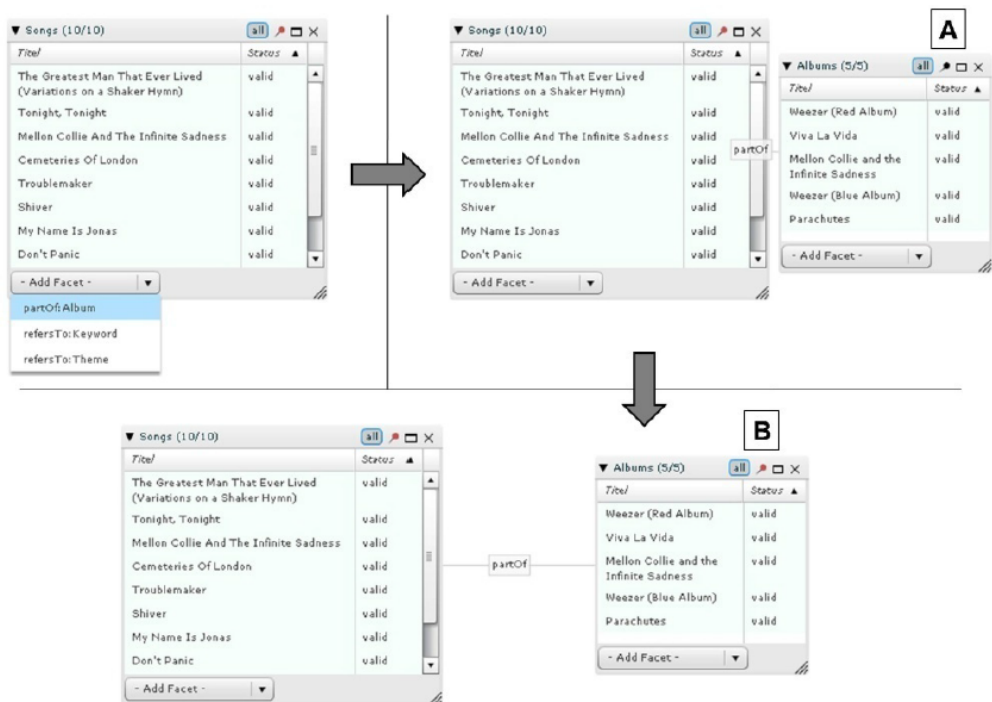 Songs (10/10) all
Titel Status
The Greatest Man That Ever Lived valid
(Variations on a Shaker Hymn)
Tonight, Tonight valid
Mellon Collie And The Infinite Sadness valid
Cemeteries Of London valid
Troublemaker valid
Shiver valid
My Name Is Jonas valid
Don't Panic valid
- Add Facet -
partOf:Album
refersTo:Keyword
refersTo:Theme
Songs (10/10) all
Titel Status
The Greatest Man That Ever Lived valid
(Variations on a Shaker Hymn)
Tonight, Tonight valid
Mellon Collie And The Infinite Sadness valid
Cemeteries Of London valid
Troublemaker valid
Shiver valid
My Name Is Jonas valid
Don't Panic valid
- Add Facet -
partOf
A
Albums (5/5) all
Titel Status
Weezer (Red Album) valid
Viva La Vida valid
Mellon Collie and the valid
Infinite Sadness
Weezer (Blue Album) valid
Parachutes valid
- Add Facet -
Songs (10/10) all
Titel Status
The Greatest Man That Ever Lived valid
(Variations on a Shaker Hymn)
Tonight, Tonight valid
Mellon Collie And The Infinite Sadness valid
Cemeteries Of London valid
Troublemaker valid
Shiver valid
My Name Is Jonas valid
Don't Panic valid
- Add Facet -
partOf
B
Albums (5/5) all
Titel Status
Weezer (Red Album) valid
Viva La Vida valid
Mellon Collie and the valid
Infinite Sadness
Weezer (Blue Album) valid
Parachutes valid
- Add Facet -